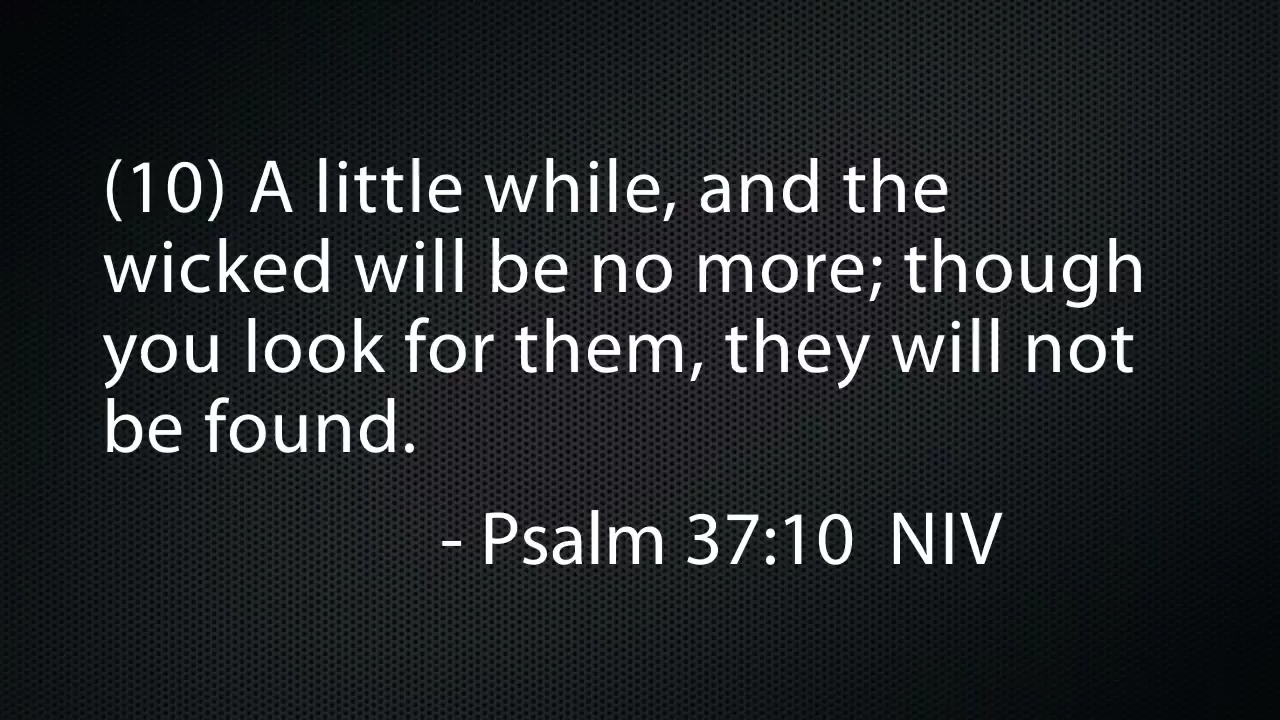 (10) A little while, and the
wicked will be no more; though
you look for them, they will not
be found.
- Psalm 37:10  NIV